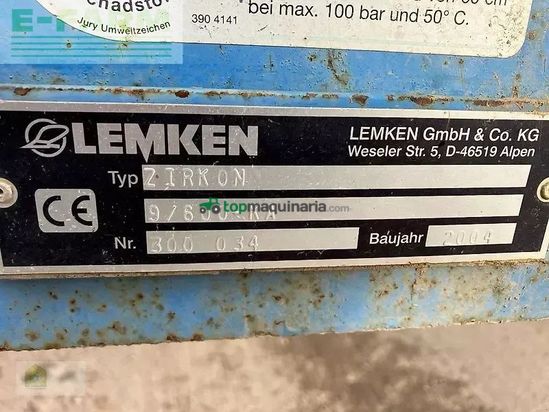 chadstof
Jury Umweltzeichen
390 4141
bei max. 100 bar und 50° C.
LEMKEN
LEMKEN GmbH & Co. KG
Weseler Str. 5, D-46519 Alpen
Typ ZIRKON
topmaquinaria.com
CE
Nr. 300 034
Baujahr 2004